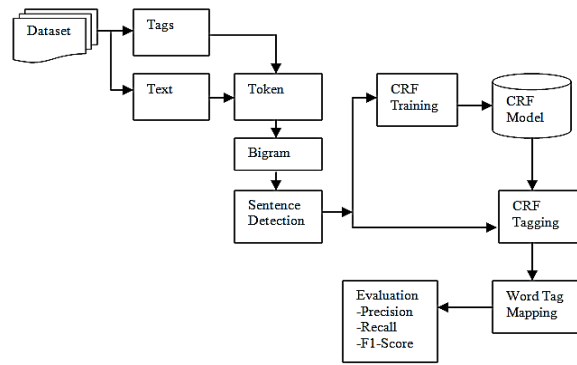 Dataset
Tags
Text
Token
Bigram
Sentence
Detection
CRF
Training
CRF
Model
CRF
Tagging
Word Tag
Mapping
Evaluation
-Precision
-Recall
-F1-Score